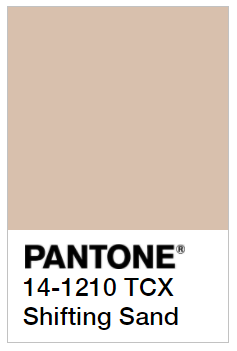 PANTONE®
14-1210 TCX
Shifting Sand